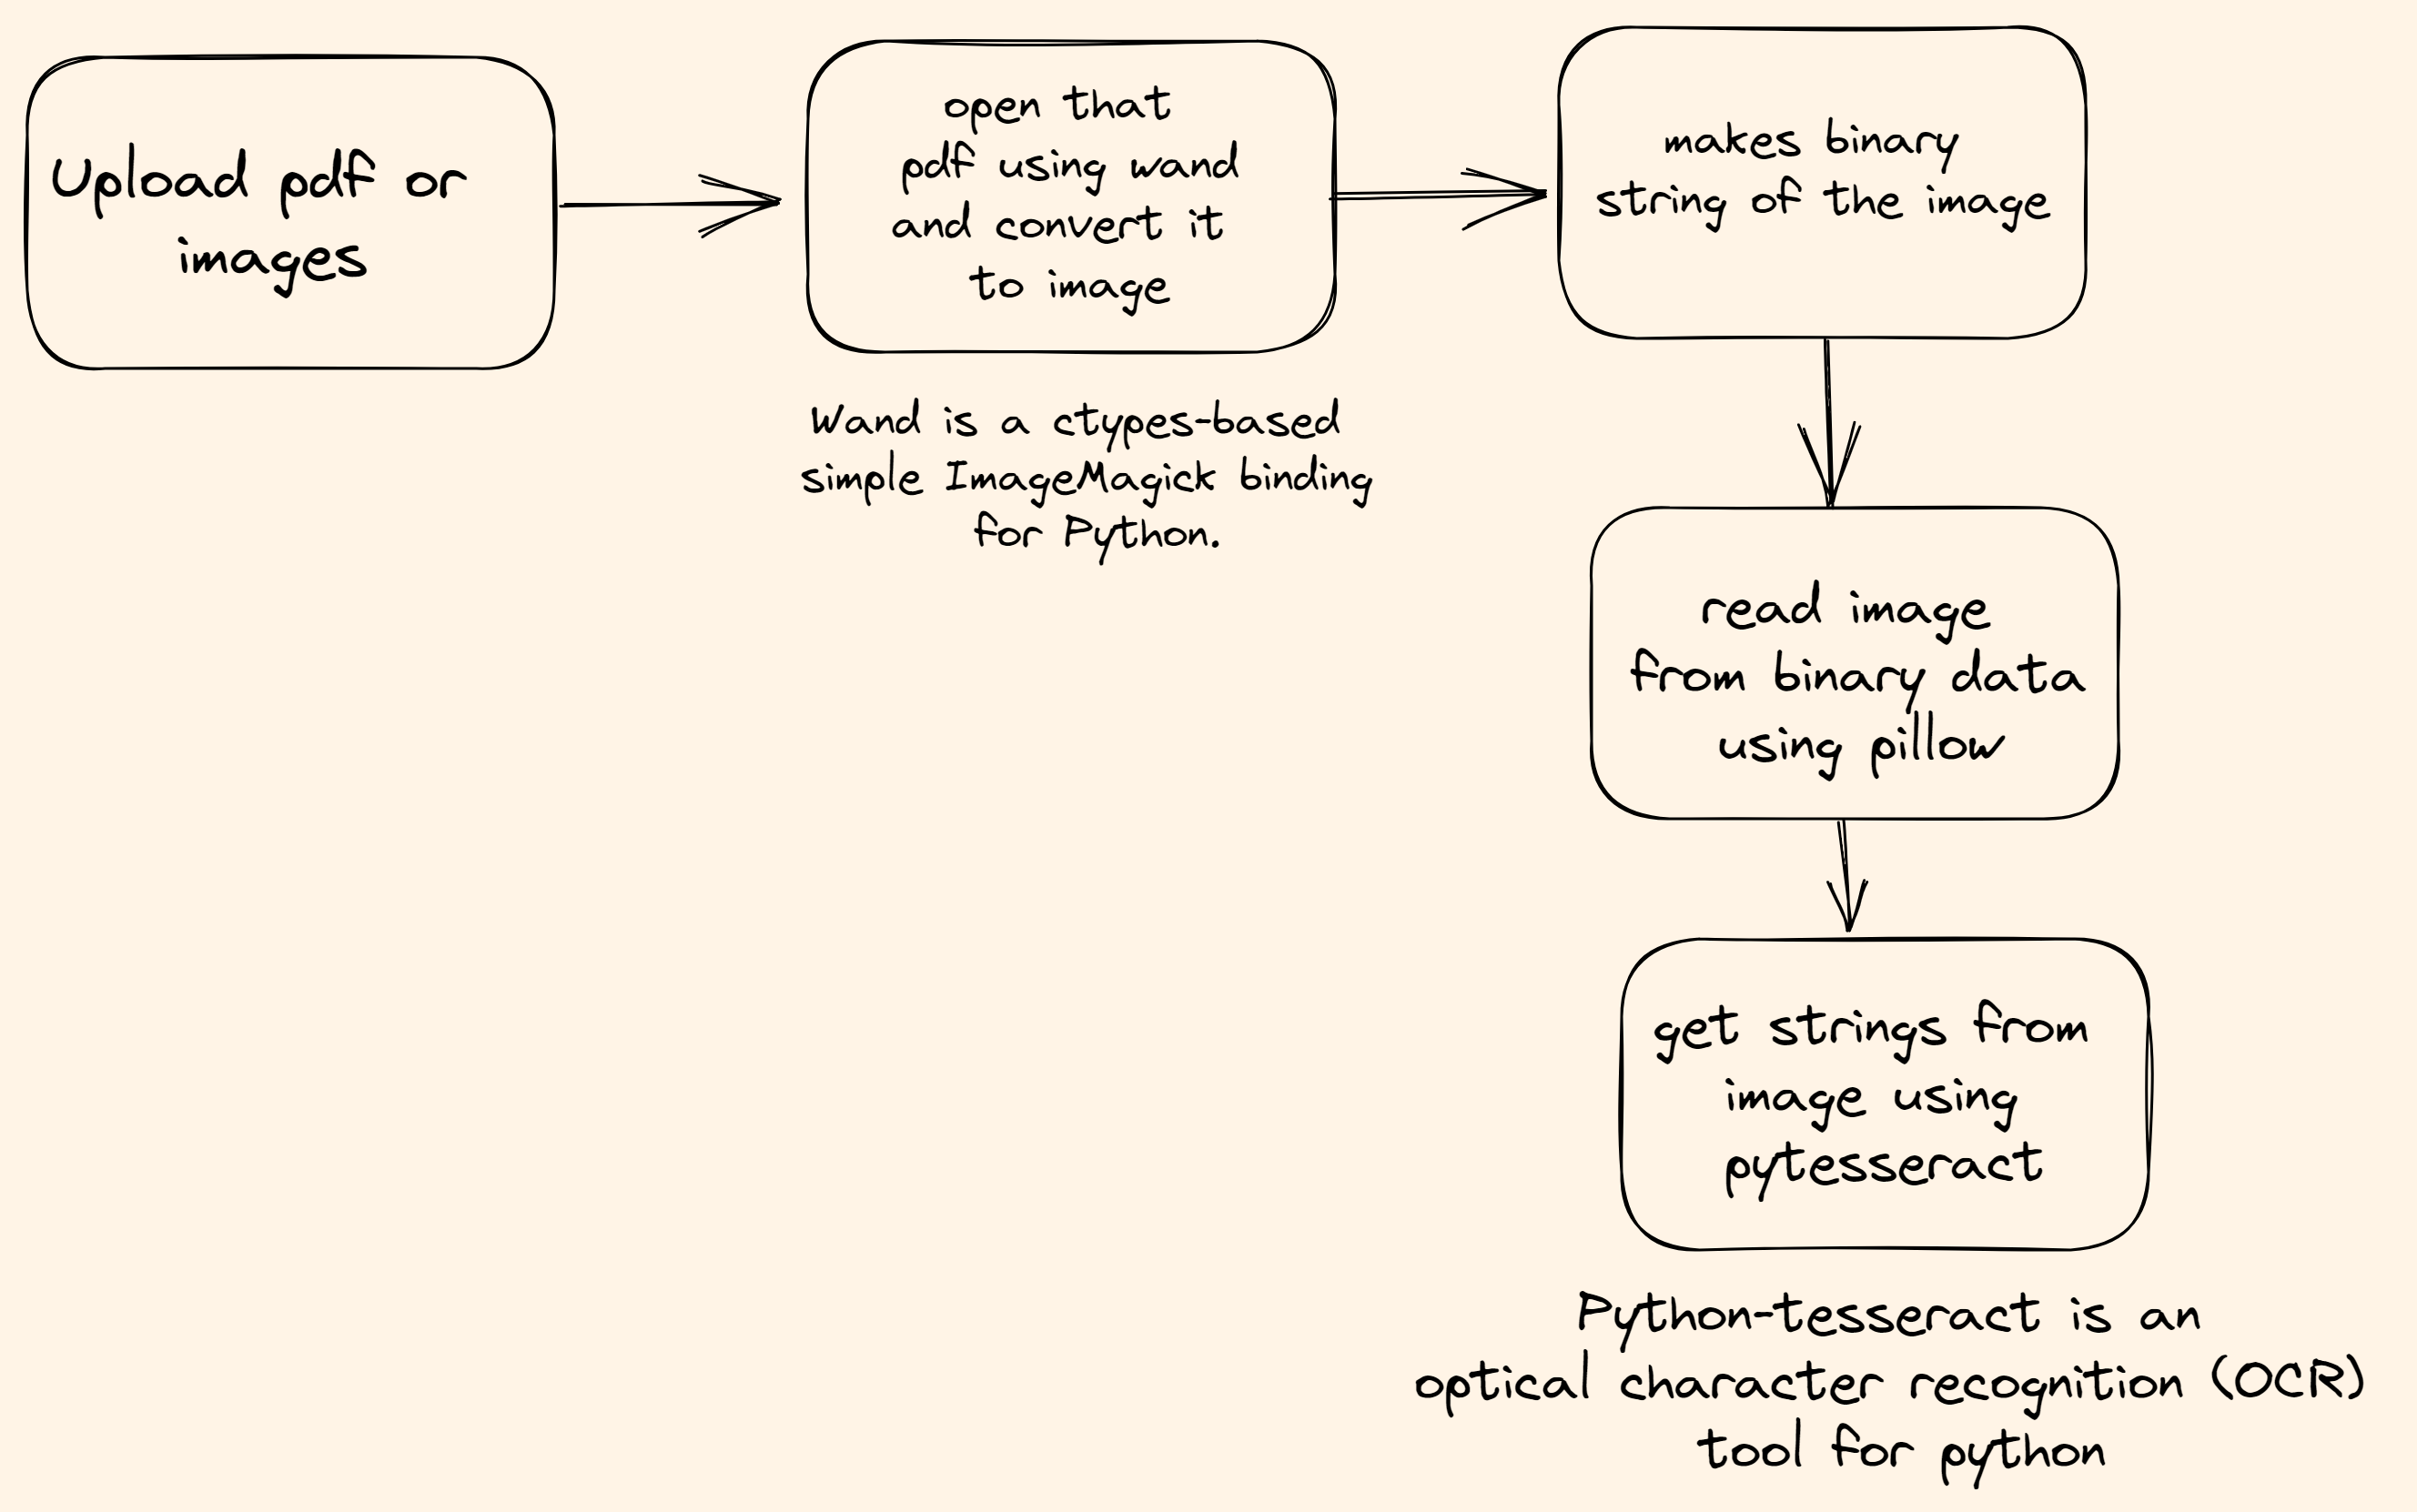 Upload pdf or
images
open that
pdf using wand
and convert it
to image
Wand is a ctypes-based
simple ImageMagick binding
for Python.
makes binary
string of the image
read image
from binary data
using pillow
get strings from
image using
pytesseract
Python-tesseract is an
optical character recognition (OCR)
tool for python